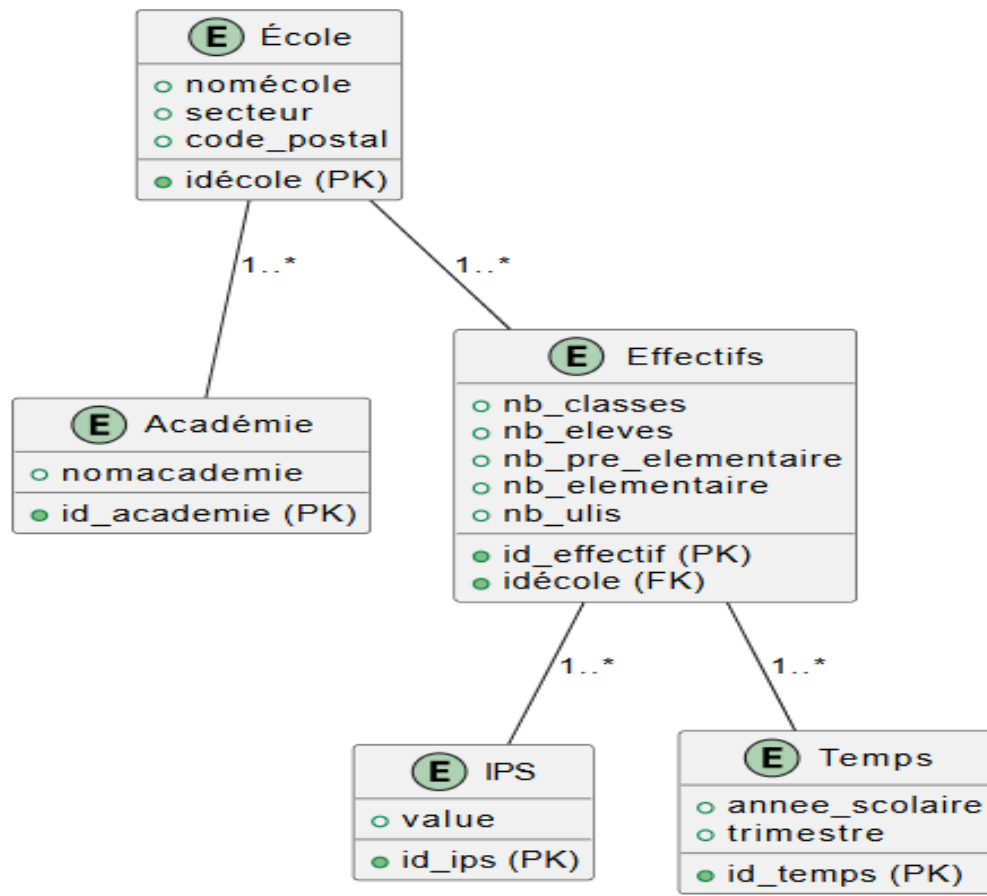 E École
nomécole
secteur
code_postal
idécole (PK)
1..*
1..*
E Effectifs
nb_classes
nb_eleves
nb_pre_elementaire
nb_elementaire
nb_ulis
id_effectif (PK)
idécole (FK)
E Académie
nomacademie
id_academie (PK)
1..*
1..*
E IPS
value
id_ips (PK)
E Temps
annee_scolaire
trimestre
id_temps (PK)